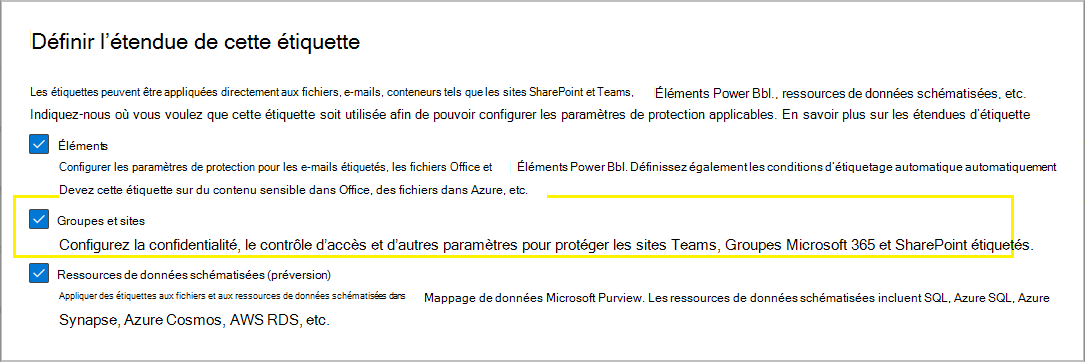 Définir l’étendue de cette étiquette
Les étiquettes peuvent être appliquées directement aux fichiers, e-mails, conteneurs tels que les sites SharePoint et Teams, Éléments Power Bbl., ressources de données schématisées, etc.
Indiquez-nous où vous voulez que cette étiquette soit utilisée afin de pouvoir configurer les paramètres de protection applicables. En savoir plus sur les étendues d’étiquette
Éléments
Configurer les paramètres de protection pour les e-mails étiquetés, les fichiers Office et Éléments Power Bbl. Définissez également les conditions d’étiquetage automatique automatiquement
Devez cette étiquette sur du contenu sensible dans Office, des fichiers dans Azure, etc.
Groupes et sites
Configurez la confidentialité, le contrôle d’accès et d’autres paramètres pour protéger les sites Teams, Groupes Microsoft 365 et SharePoint étiquetés.
Ressources de données schématisées (préversion)
Appliquer des étiquettes aux fichiers et aux ressources de données schématisées dans Mappage de données Microsoft Purview. Les ressources de données schématisées incluent SQL, Azure SQL, Azure
Synapse, Azure Cosmos, AWS RDS, etc.